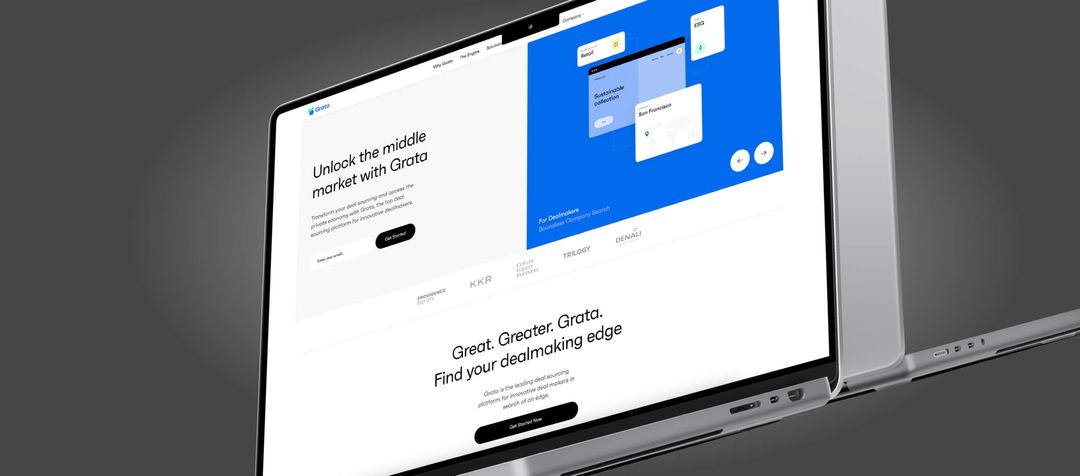 Why Grata
The Engine
Solution
Company
Grata
Unlock the middle
market with Grata
Transform your deal sourcing and access the
private economy with Grata, the top deal
sourcing platform for innovative dealmakers.
Enter your email...
Get Started
Retail
ESG
Sustainable
collection
San Francisco
For Dealmakers
Boundless Company Search
PROVIDENCE
EQUITY
KKR
TRILOGY
DENALI
Great. Greater. Grata.
Find your dealmaking edge
Grata is the leading deal sourcing
platform for innovative deal makers in
search of an edge.
Get Started Now